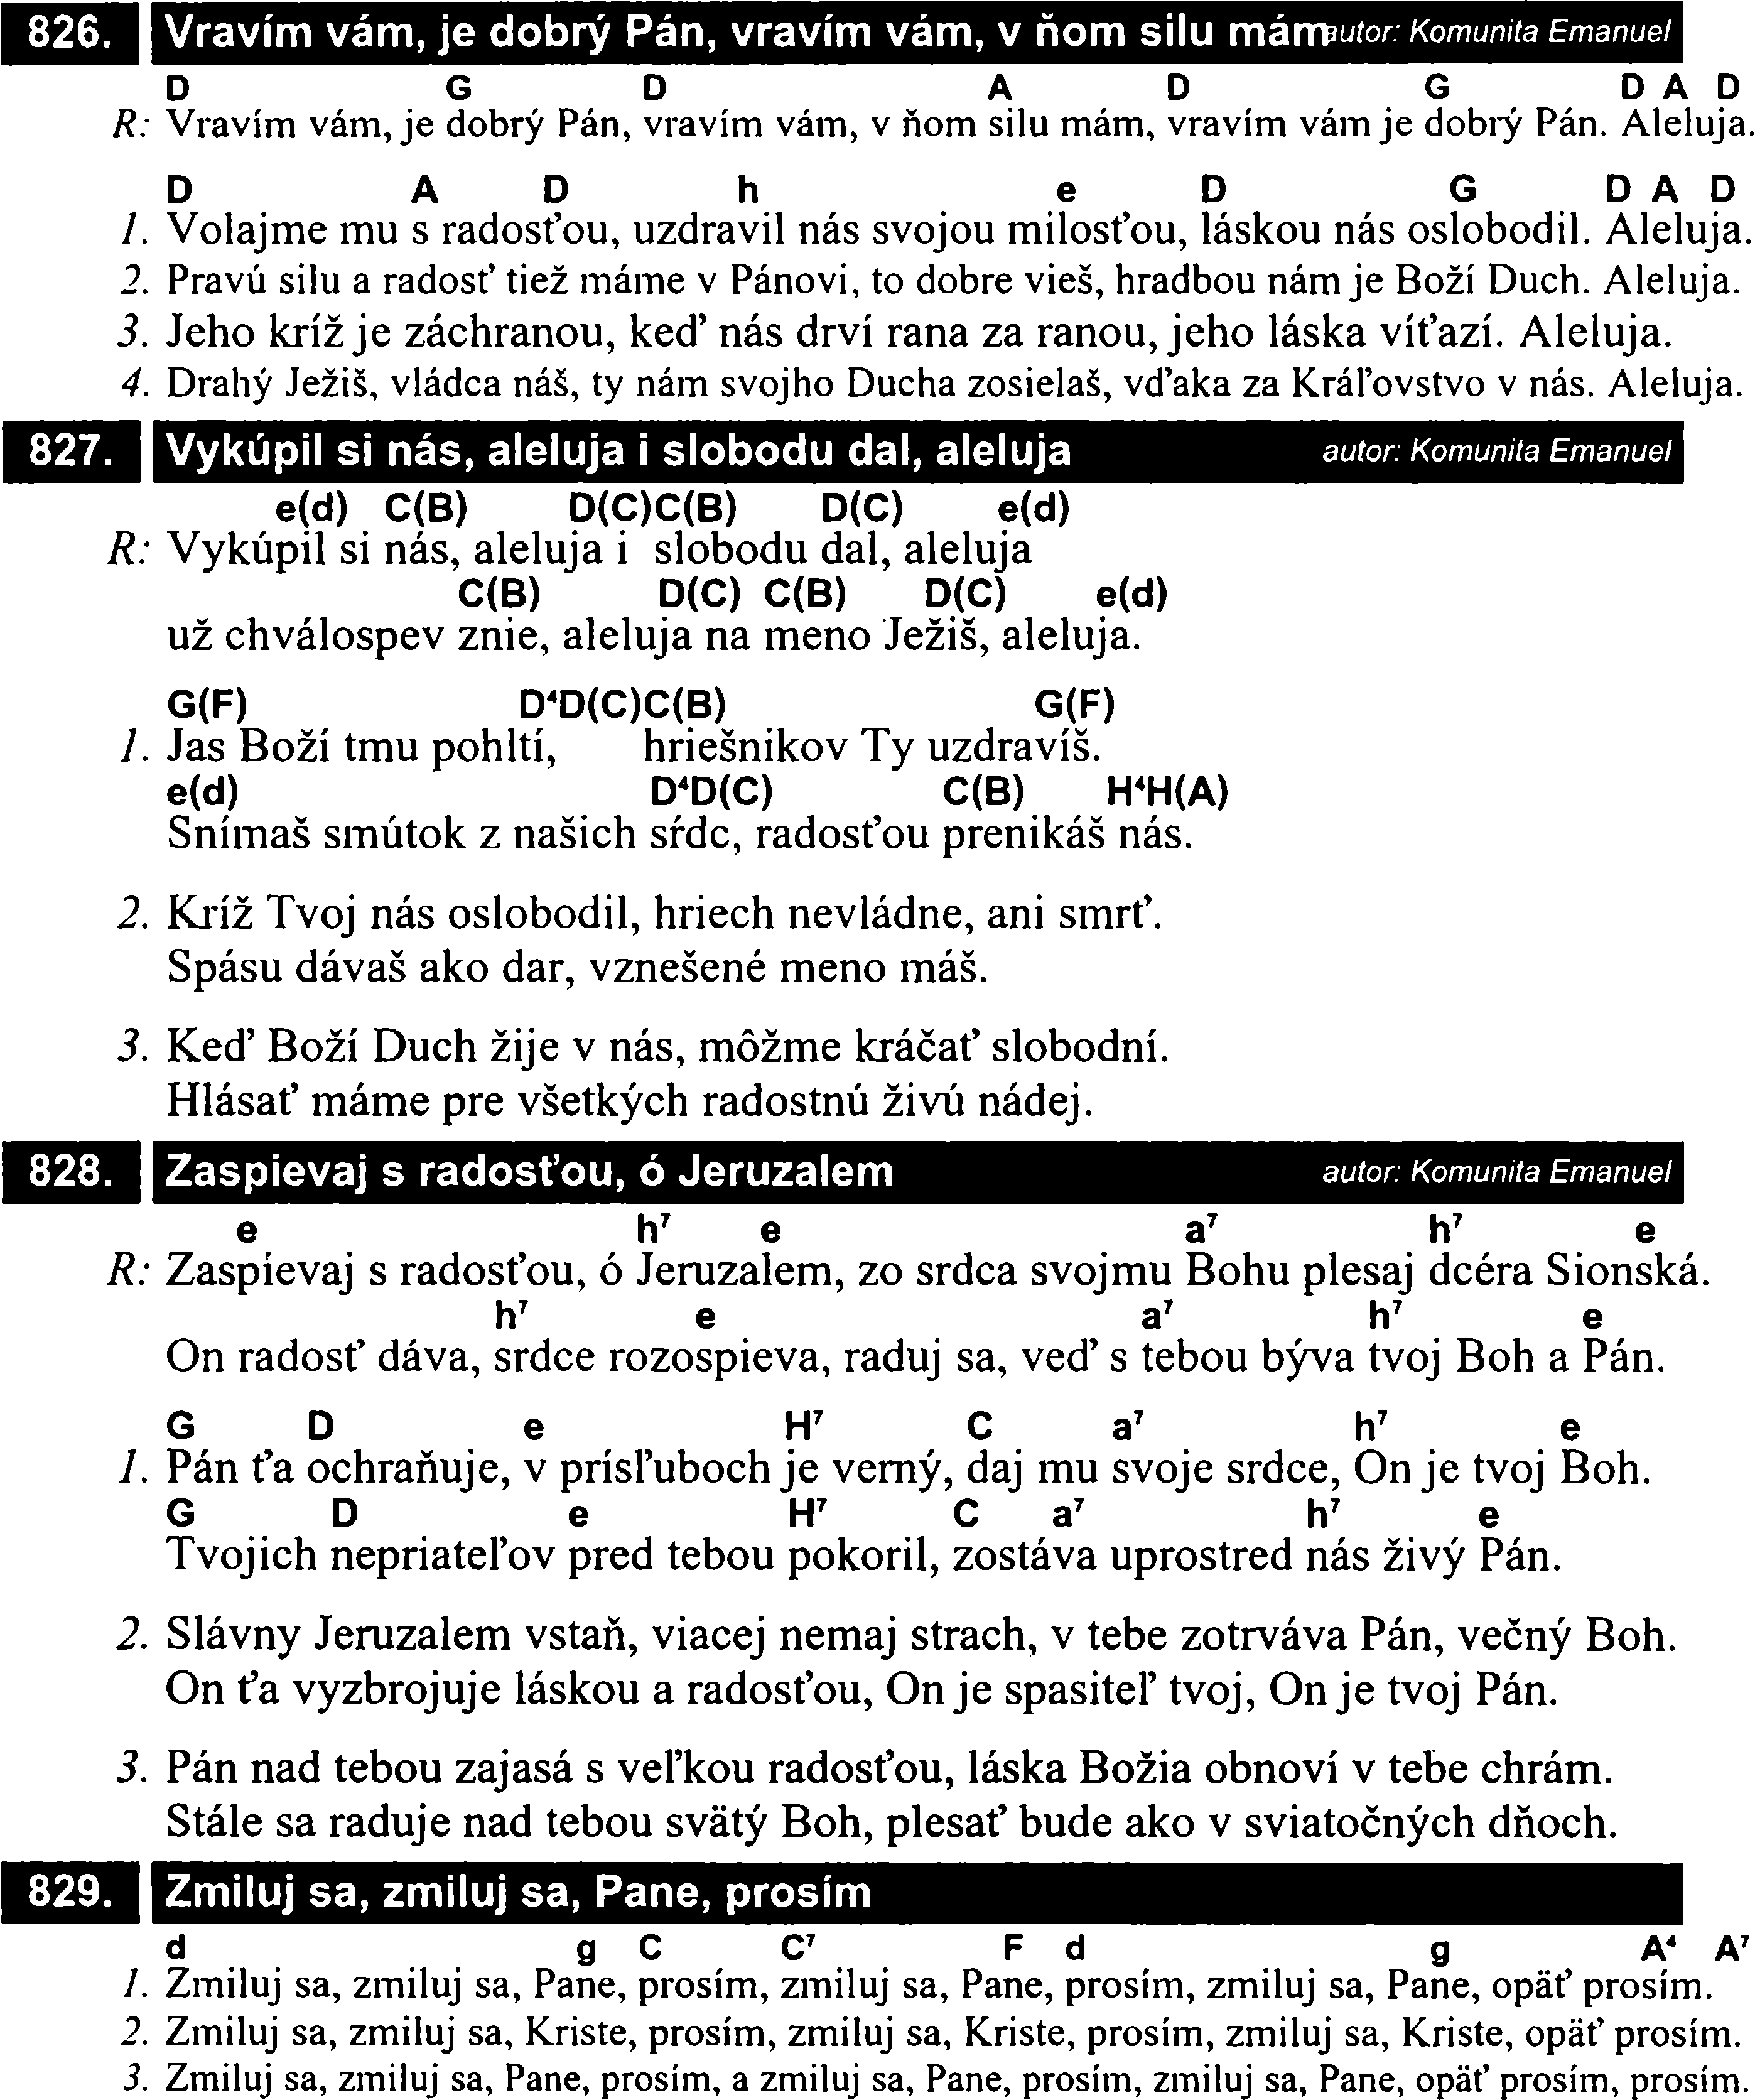 826. Vravím vám, je dobrý Pán, vravím vám, v ňom silu mám autor: Komunita Emanuel
D G D A D G D A D
R: Vravím vám, je dobrý Pán, vravím vám, v ňom silu mám, vravím vám je dobrý Pán. Aleluja.
D A D h e D G D A D
1. Volajme mu s radosťou, uzdravil nás svojou milosťou, láskou nás oslobodil. Aleluja.
2. Pravú silu a radosť tiež máme v Pánovi, to dobre vieš, hradbou nám je Boží Duch. Aleluja.
3. Jeho kríž je záchranou, keď nás drví rana za ranou, jeho láska víťazí. Aleluja.
4. Drahý Ježiš, vládca náš, ty nám svojho Ducha zosielaš, vďaka za Kráľovstvo v nás. Aleluja.
827. Vykúpil si nás, aleluja i slobodu dal, aleluja autor: Komunita Emanuel
e(d) C(B) D(C)C(B) D(C) e(d)
R: Vykúpil si nás, aleluja i slobodu dal, aleluja
C(B) D(C) C(B) D(C) e(d)
už chválospev znie, aleluja na meno Ježiš, aleluja.
G(F) D⁴D(C)C(B) G(F)
1. Jas Boží tmu pohltí, hriešnikov Ty uzdravíš.
e(d) D⁴D(C) C(B) H⁴H(A)
Snímaš smútok z našich sŕdc, radosťou prenikáš nás.
2. Kríž Tvoj nás oslobodil, hriech nevládne, ani smrť.
Spásu dávaš ako dar, vznešené meno máš.
3. Keď Boží Duch žije v nás, môžme kráčať slobodní.
Hlásať máme pre všetkých radostnú živú nádej.
828. Zaspievaj s radosťou, ó Jeruzalem autor: Komunita Emanuel
e h⁷ e a⁷ h⁷ e
R: Zaspievaj s radosťou, ó Jeruzalem, zo srdca svojmu Bohu plesaj dcéra Sionská.
h⁷ e a⁷ h⁷ e
On radosť dáva, srdce rozospieva, raduj sa, veď s tebou býva tvoj Boh a Pán.
G D e H⁷ C a⁷ h⁷ e
1. Pán ťa ochraňuje, v prísľuboch je verný, daj mu svoje srdce, On je tvoj Boh.
G D e H⁷ C a⁷ h⁷ e
Tvojich nepriateľov pred tebou pokoril, zostáva uprostred nás živý Pán.
2. Slávny Jeruzalem vstaň, viacej nemaj strach, v tebe zotrváva Pán, večný Boh.
On ťa vyzbrojuje láskou a radosťou, On je spasiteľ tvoj, On je tvoj Pán.
3. Pán nad tebou zajasá s veľkou radosťou, láska Božia obnoví v tebe chrám.
Stále sa raduje nad tebou svätý Boh, plesať bude ako v sviatočných dňoch.
829. Zmiluj sa, zmiluj sa, Pane, prosím
d g C C⁷ F d g A⁴ A⁷
1. Zmiluj sa, zmiluj sa, Pane, prosím, zmiluj sa, Pane, prosím, zmiluj sa, Pane, opäť prosím.
2. Zmiluj sa, zmiluj sa, Kriste, prosím, zmiluj sa, Kriste, prosím, zmiluj sa, Kriste, opäť prosím.
3. Zmiluj sa, zmiluj sa, Pane, prosím, a zmiluj sa, Pane, prosím, zmiluj sa, Pane, opäť prosím, prosím.